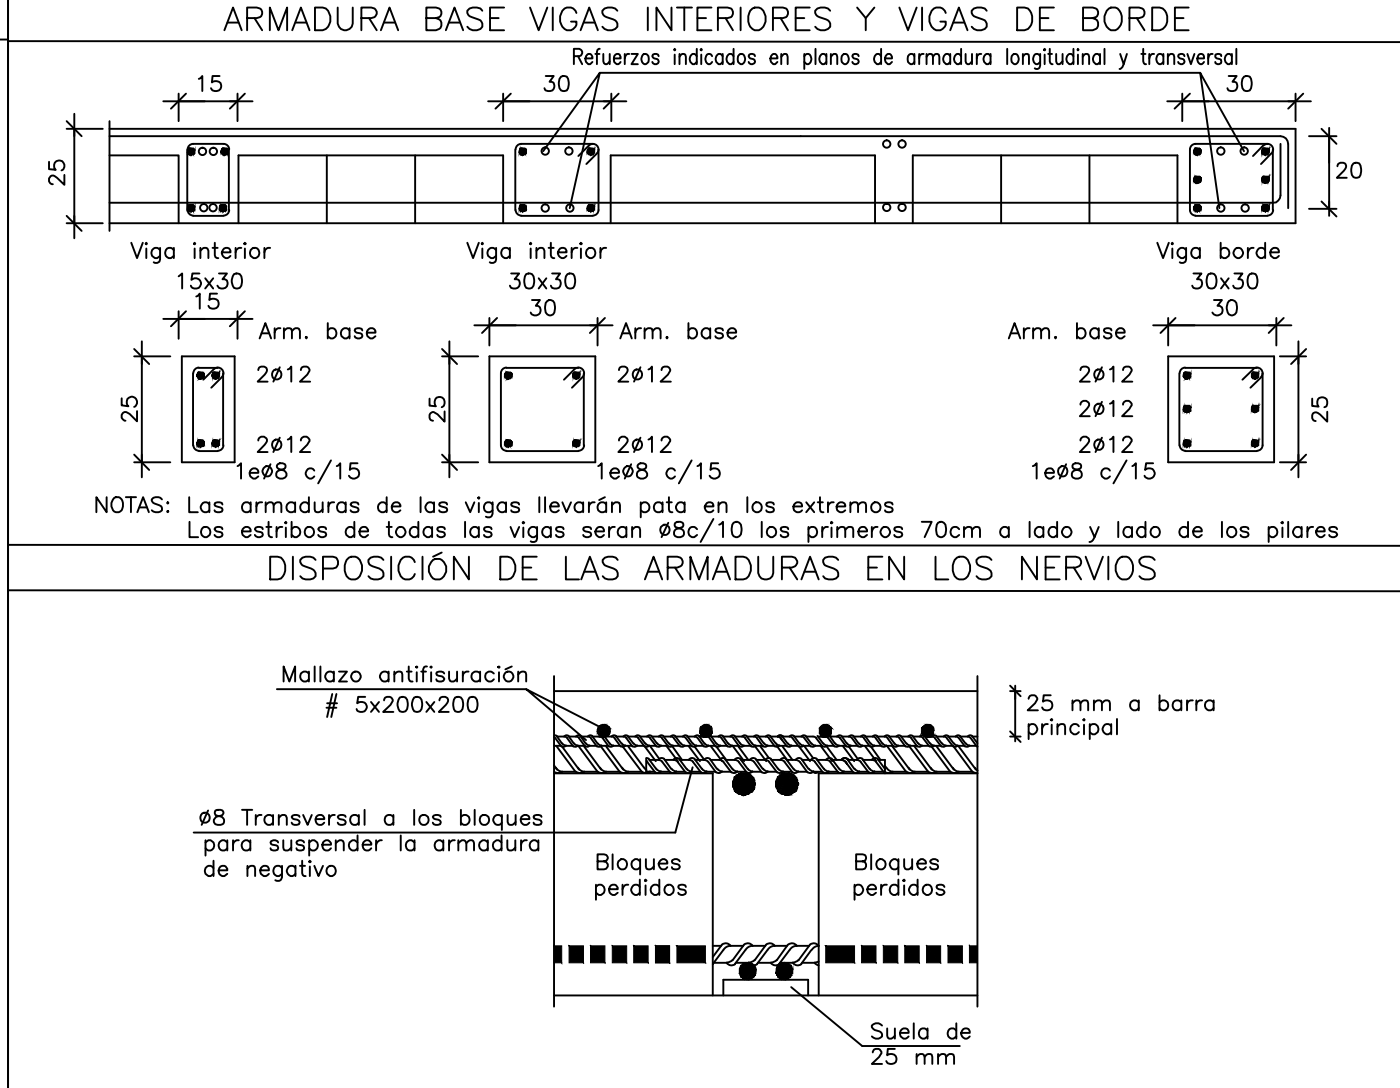 ARMADURA BASE VIGAS INTERIORES Y VIGAS DE BORDE
Refuerzos indicados en planos de armadura longitudinal y transversal
15
30
30
25
20
Viga interior
15x30
Viga interior
30x30
Viga borde
30x30
15
Arm. base
25
2ø12
2ø12
1eø8 c/15
30
Arm. base
25
2ø12
2ø12
1eø8 c/15
30
Arm. base
2ø12
2ø12
2ø12
1eø8 c/15
25
NOTAS: Las armaduras de las vigas llevarán pata en los extremos
Los estribos de todas las vigas seran ø8c/10 los primeros 70cm a lado y lado de los pilares
DISPOSICIÓN DE LAS ARMADURAS EN LOS NERVIOS
Mallazo antifisuración
# 5x200x200
25 mm a barra
principal
ø8 Transversal a los bloques
para suspender la armadura
de negativo
Bloques
perdidos
Bloques
perdidos
Suela de
25 mm